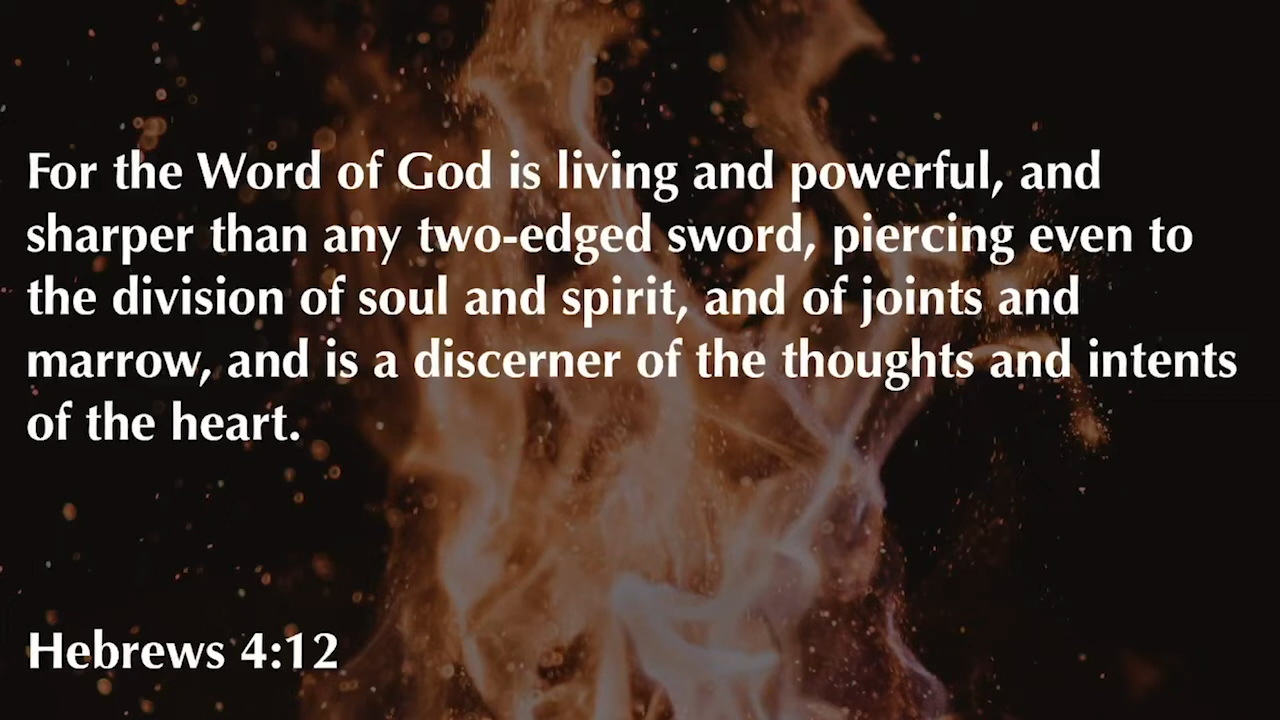 For the Word of God is living and powerful, and
sharper than any two-edged sword, piercing even to
the division of soul and spirit, and of joints and
marrow, and is a discerner of the thoughts and intents
of the heart.
Hebrews 4:12